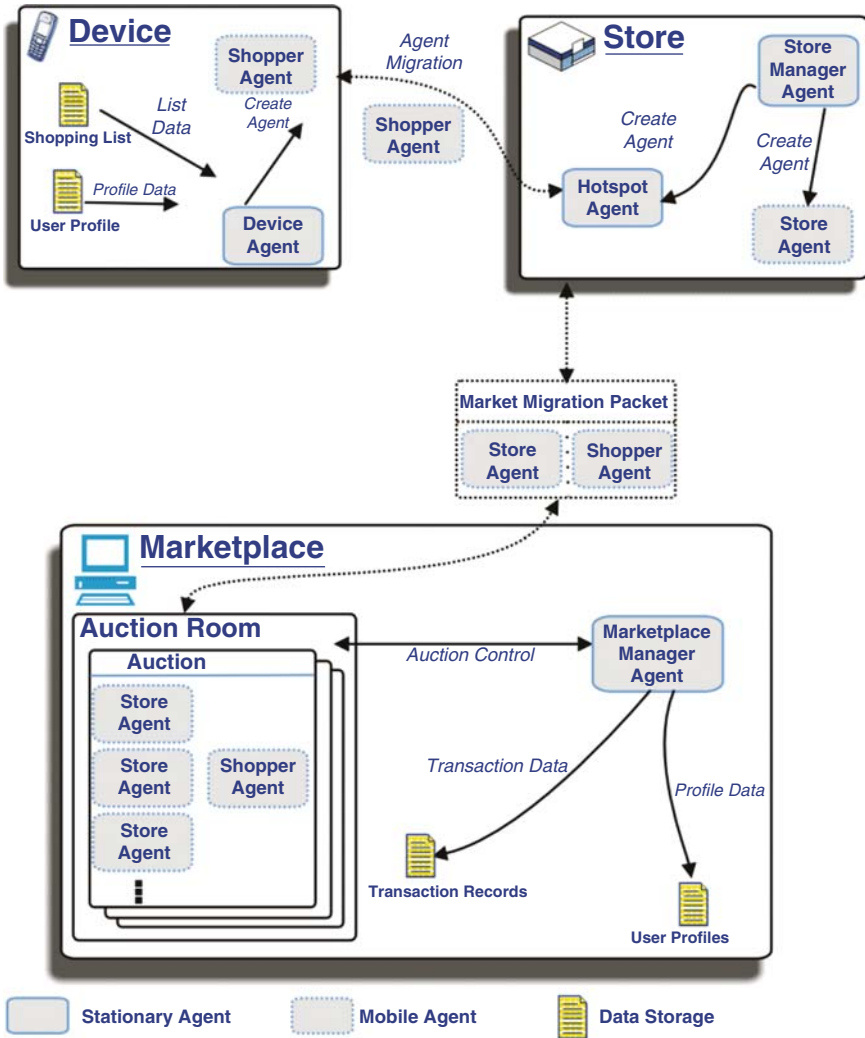 Device
Shopper
Agent
Create
Agent
List
Data
Shopping List
Profile Data
User Profile
Device
Agent
Agent
Migration
Shopper
Agent
Store
Store
Manager
Agent
Create
Agent
Create
Agent
Hotspot
Agent
Store
Agent
Market Migration Packet
Store
Agent
Shopper
Agent
Marketplace
Auction Room
Auction
Store
Agent
Store
Agent
Shopper
Agent
Store
Agent
Auction Control
Marketplace
Manager
Agent
Transaction Data
Profile Data
Transaction Records
User Profiles
Stationary Agent
Mobile Agent
Data Storage